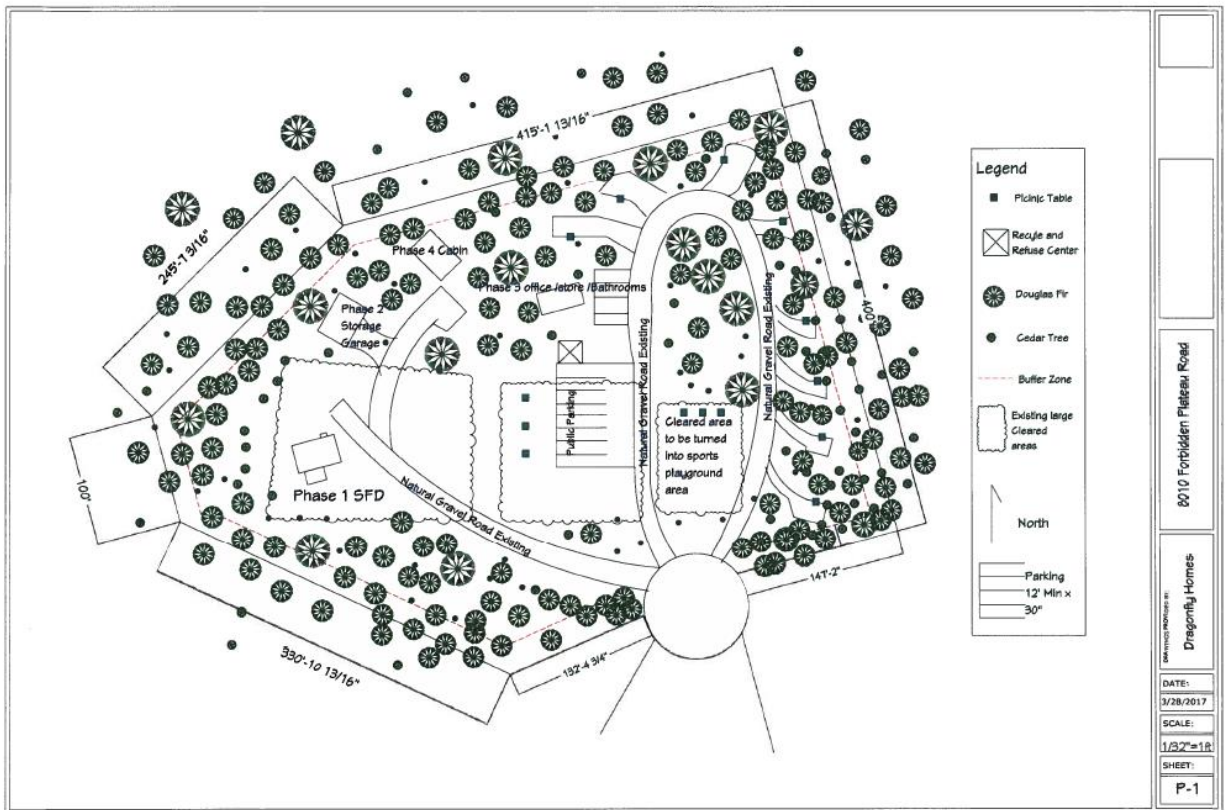 415'-1 13/16"
245'-1 3/16"
400'
100'
330'-10 13/16"
132'-4 3/4"
Phase 4 Cabin
Phase 3 office /store /Bathrooms
Phase 2
Storage
Garage
Phase 1 SFD
Natural Gravel Road Existing
Public Parking
Natural Gravel Road Existing
Natural Gravel Road Existing
Cleared area
to be turned
into sports
playground
area
Legend
Picinic Table
Recyle and
Refuse Center
Douglas Fir
Cedar Tree
Buffer Zone
Existing large
Cleared
areas
North
Parking
12' Min x
30"
8010 Forbidden Plateau Road
DRAWINGS PROVIDED BY:
Dragonfly Homes
DATE:
3/28/2017
SCALE:
1/32"=1ft
SHEET:
P-1